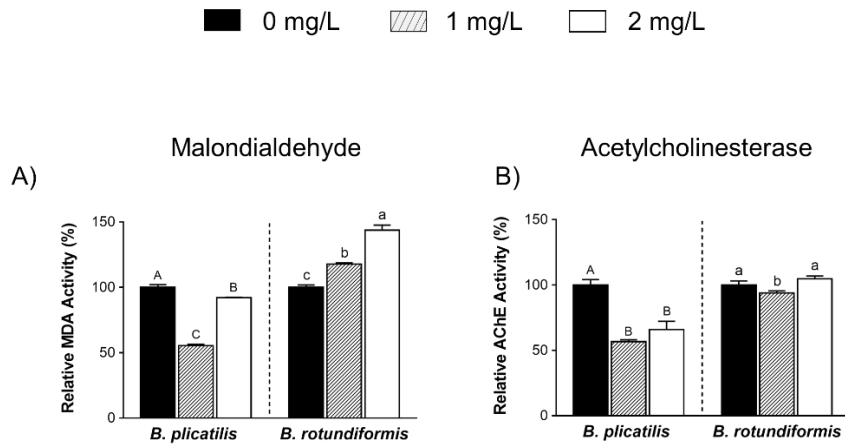 0 mg/L 1 mg/L 2 mg/L
Malondialdehyde
A)
Relative MDA Activity (%)
150
100
50
0
A
C
B
c
b
a
B. plicatilis B. rotundiformis
Acetylcholinesterase
B)
Relative AChE Activity (%)
150
100
50
0
A
B
B
a
b
a
B. plicatilis B. rotundiformis